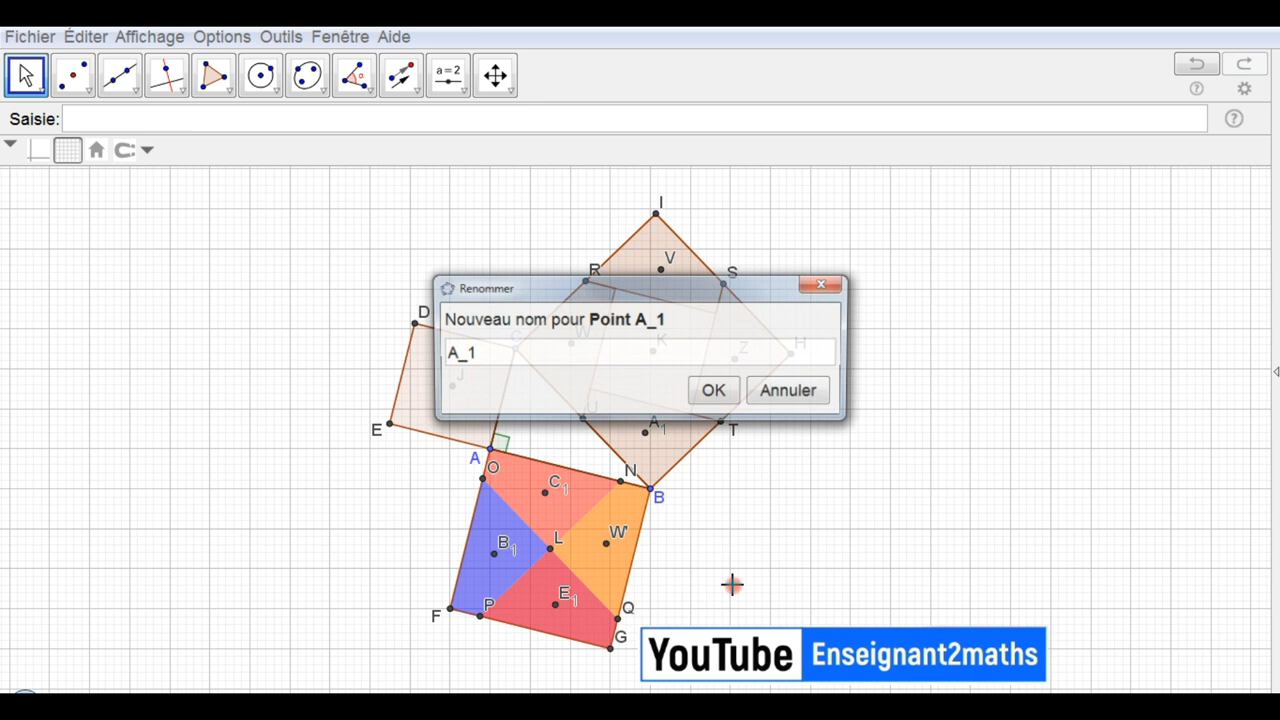 Fichier Éditer Affichage Options Outils Fenêtre Aide
a=2
Saisie:
I
V
R
S
Renommer
D
Nouveau nom pour Point A_1
C
W
K
Z
H
A_1
J
OK
Annuler
U
E
A₁
T
A
O
N
B
C₁
W'
L
B₁
E₁
F
P
Q
G
YouTube Enseignant2maths